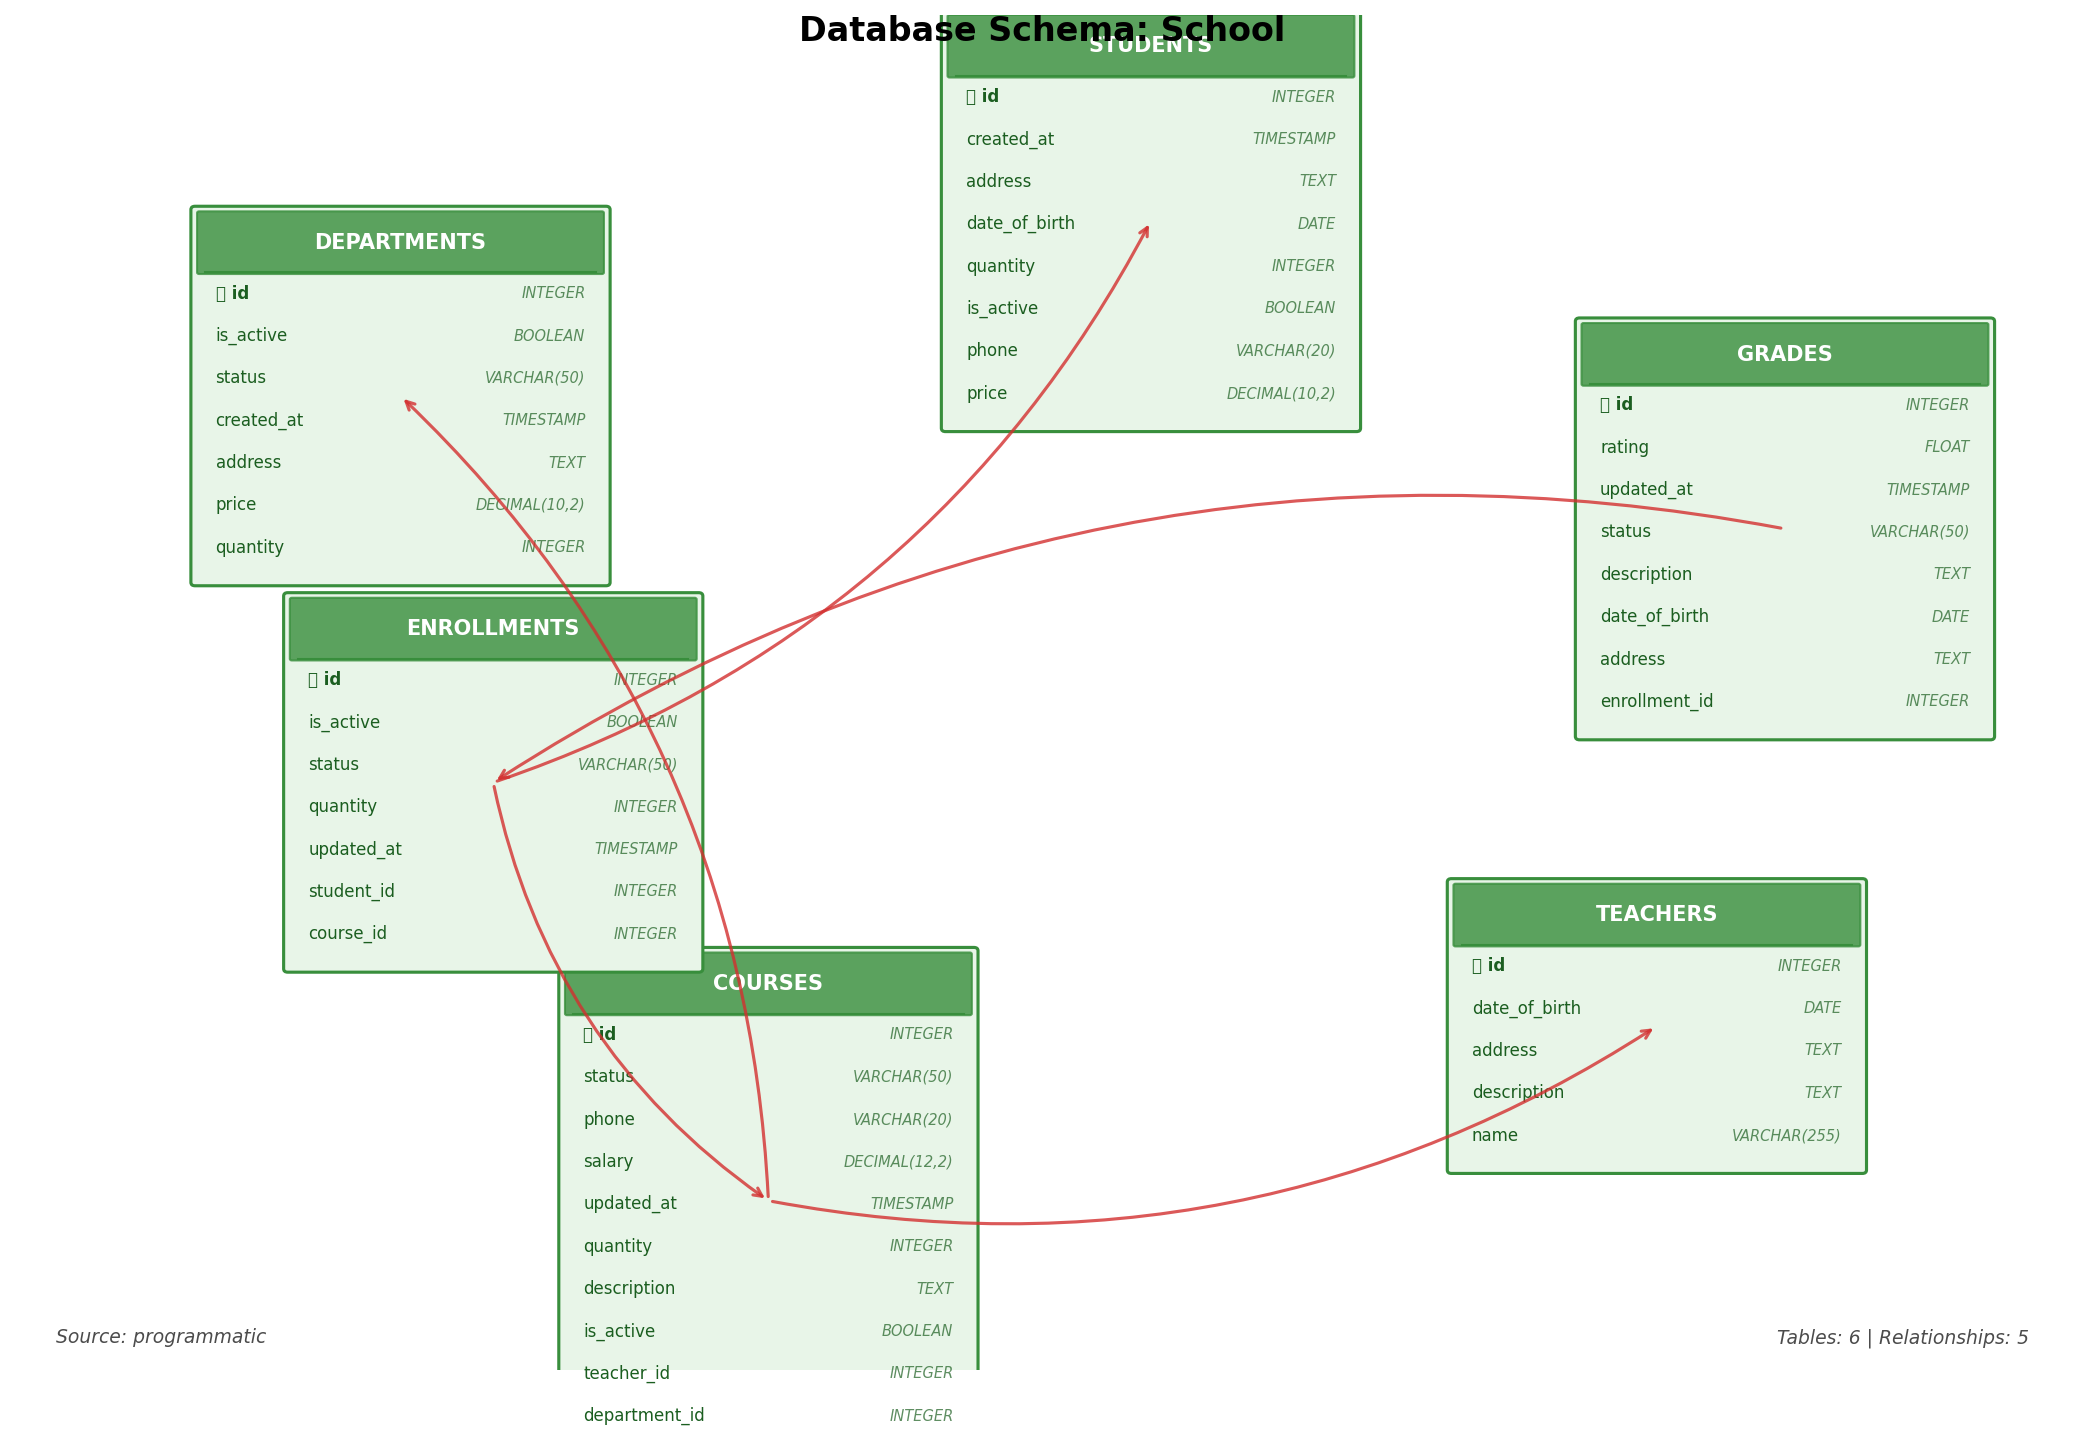 Database Schema: School
STUDENTS
id INTEGER
created_at TIMESTAMP
address TEXT
date_of_birth DATE
quantity INTEGER
is_active BOOLEAN
phone VARCHAR(20)
price DECIMAL(10,2)
DEPARTMENTS
id INTEGER
is_active BOOLEAN
status VARCHAR(50)
created_at TIMESTAMP
address TEXT
price DECIMAL(10,2)
quantity INTEGER
GRADES
id INTEGER
rating FLOAT
updated_at TIMESTAMP
status VARCHAR(50)
description TEXT
date_of_birth DATE
address TEXT
enrollment_id INTEGER
ENROLLMENTS
id INTEGER
is_active BOOLEAN
status VARCHAR(50)
quantity INTEGER
updated_at TIMESTAMP
student_id INTEGER
course_id INTEGER
TEACHERS
id INTEGER
date_of_birth DATE
address TEXT
description TEXT
name VARCHAR(255)
COURSES
id INTEGER
status VARCHAR(50)
phone VARCHAR(20)
salary DECIMAL(12,2)
updated_at TIMESTAMP
quantity INTEGER
description TEXT
is_active BOOLEAN
teacher_id INTEGER
department_id INTEGER
Source: programmatic
Tables: 6 | Relationships: 5